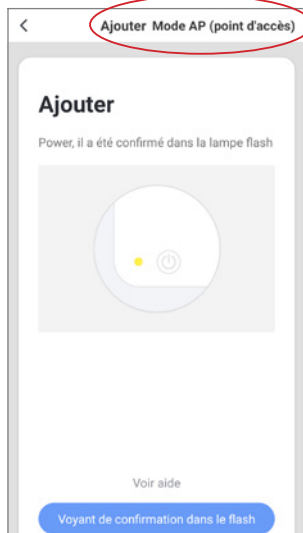 Ajouter Mode AP (point d'accès)
Ajouter
Power, il a été confirmé dans la lampe flash
Voir aide
Voyant de confirmation dans le flash